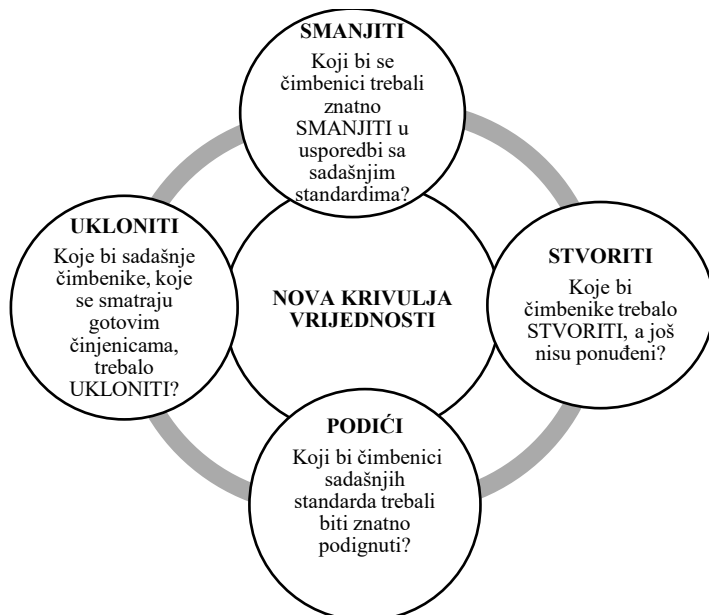 SMANJITI
Koji bi se
čimbenici trebali
znatno
SMANJITI u
usporedbi sa
sadašnjim
standardima?
UKLONITI
Koje bi sadašnje
čimbenike, koje
se smatraju
gotovim
činjenicama,
trebalo
UKLONITI?
NOVA KRIVULJA
VRIJEDNOSTI
STVORITI
Koje bi
čimbenike trebalo
STVORITI, a još
nisu ponuđeni?
PODIĆI
Koji bi čimbenici
sadašnjih
standarda trebali
biti znatno
podignuti?